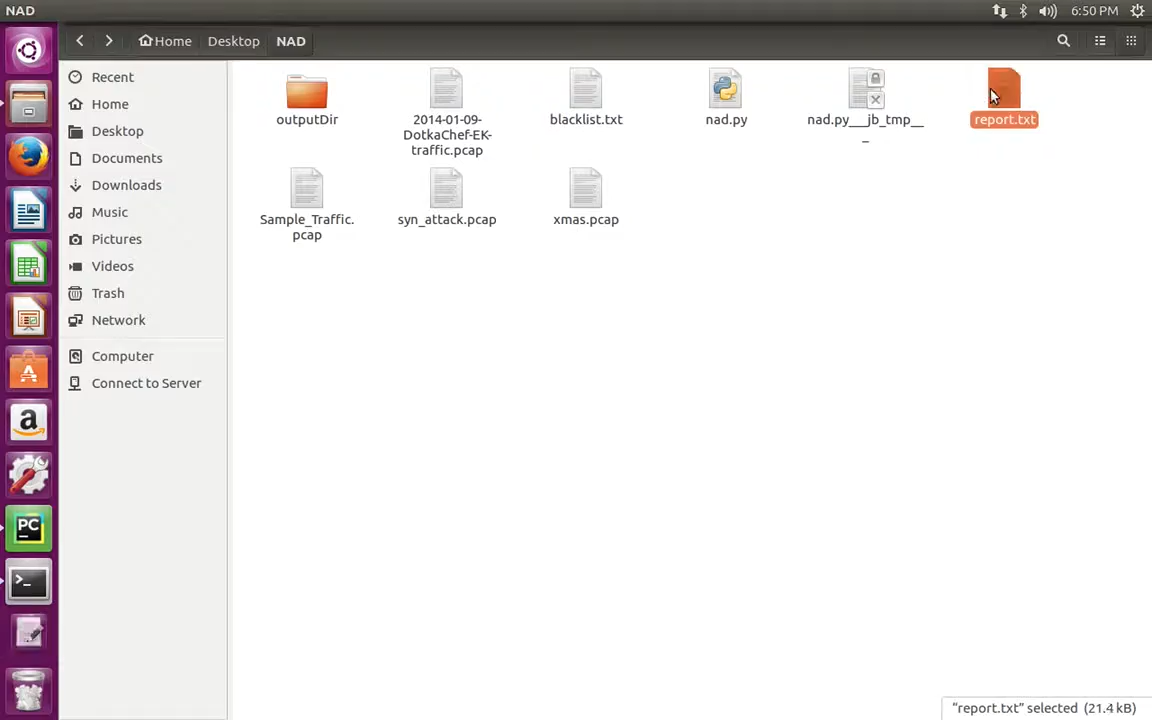 NAD
6:50 PM
Home
Desktop
NAD
Recent
Home
Desktop
Documents
Downloads
Music
Pictures
Videos
Trash
Network
Computer
Connect to Server
outputDir
2014-01-09-
DotkaChef-EK-
traffic.pcap
blacklist.txt
nad.py
nad.py___jb_tmp__
_
report.txt
Sample_Traffic.
pcap
syn_attack.pcap
xmas.pcap
PC
>_
a
"report.txt" selected (21.4 kB)